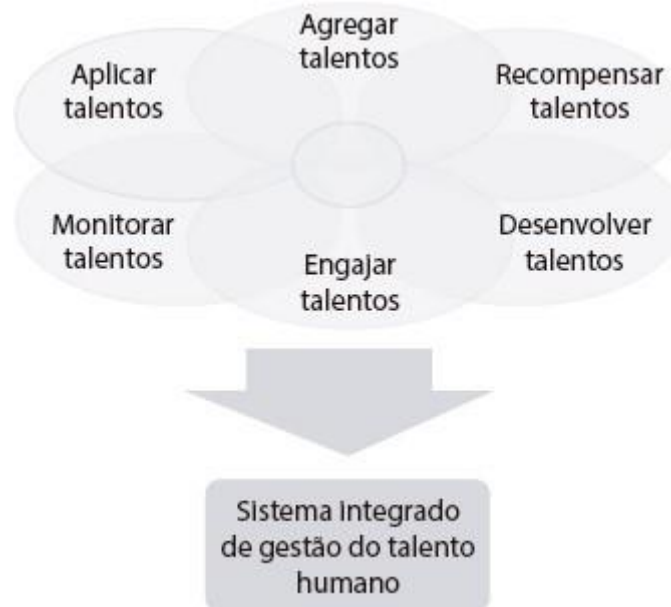 Agregar
talentos
Aplicar
talentos
Recompensar
talentos
Monitorar
talentos
Engajar
talentos
Desenvolver
talentos
Sistema integrado
de gestão do talento
humano